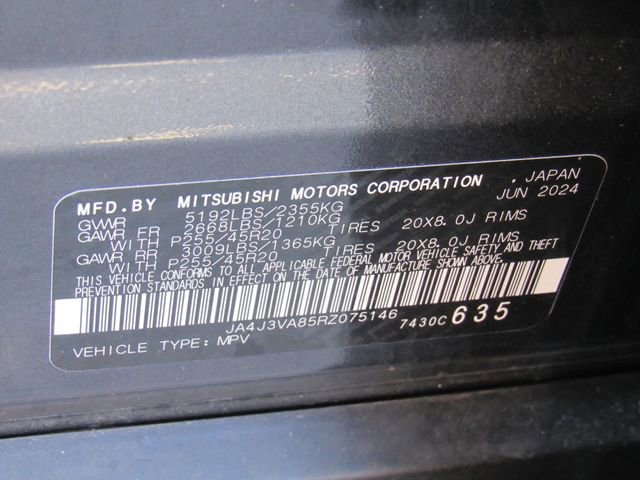 MFD.BY MITSUBISHI MOTORS CORPORATION . JAPAN
GVWR 5192LBS/2355KG JUN 2024
GAWR FR 2668LBS/1210KG
WITH P255/45R20 TIRES 20X8.0J RIMS
GAWR RR 3009LBS/1365KG
WITH P255/45R20 TIRES 20X8.0J RIMS
THIS VEHICLE CONFORMS TO ALL APPLICABLE FEDERAL MOTOR VEHICLE SAFETY AND THEFT
PREVENTION STANDARDS IN EFFECT ON THE DATE OF MANUFACTURE SHOWN ABOVE.
JA4J3VA85RZ075146 7430C 635
VEHICLE TYPE: MPV